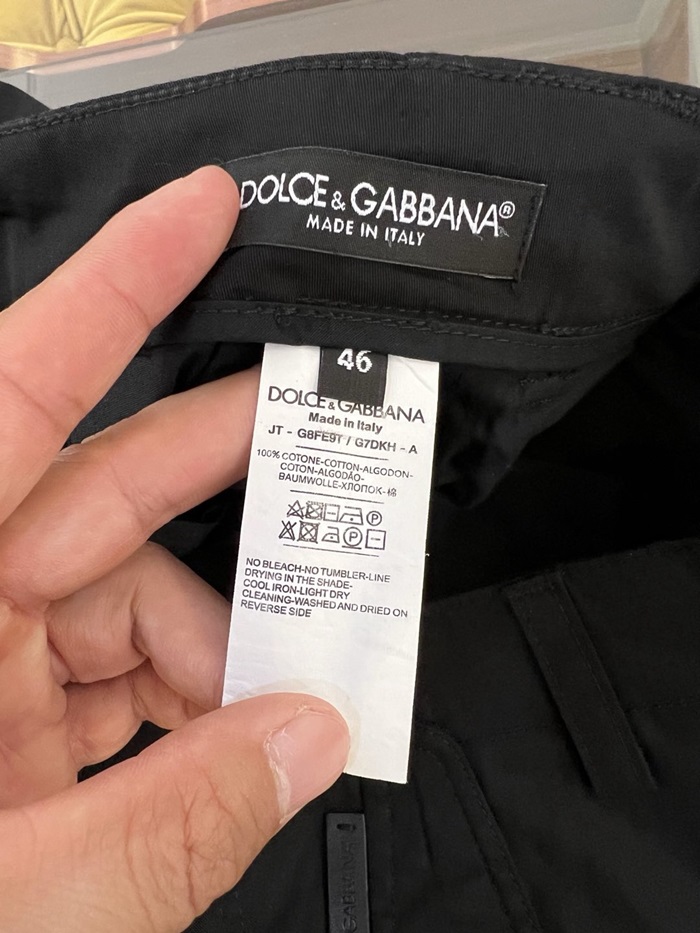 DOLCE & GABBANA®
MADE IN ITALY
46
DOLCE & GABBANA
Made in Italy
JT - G8FE9T / G7DKH - A
100% COTONE-COTTON-ALGODON-
COTON-ALGODÃO-
BAUMWOLLE-ХЛОПОК-棉
P
P
NO BLEACH-NO TUMBLER-LINE
DRYING IN THE SHADE-
COOL IRON-LIGHT DRY
CLEANING-WASHED AND DRIED ON
REVERSE SIDE